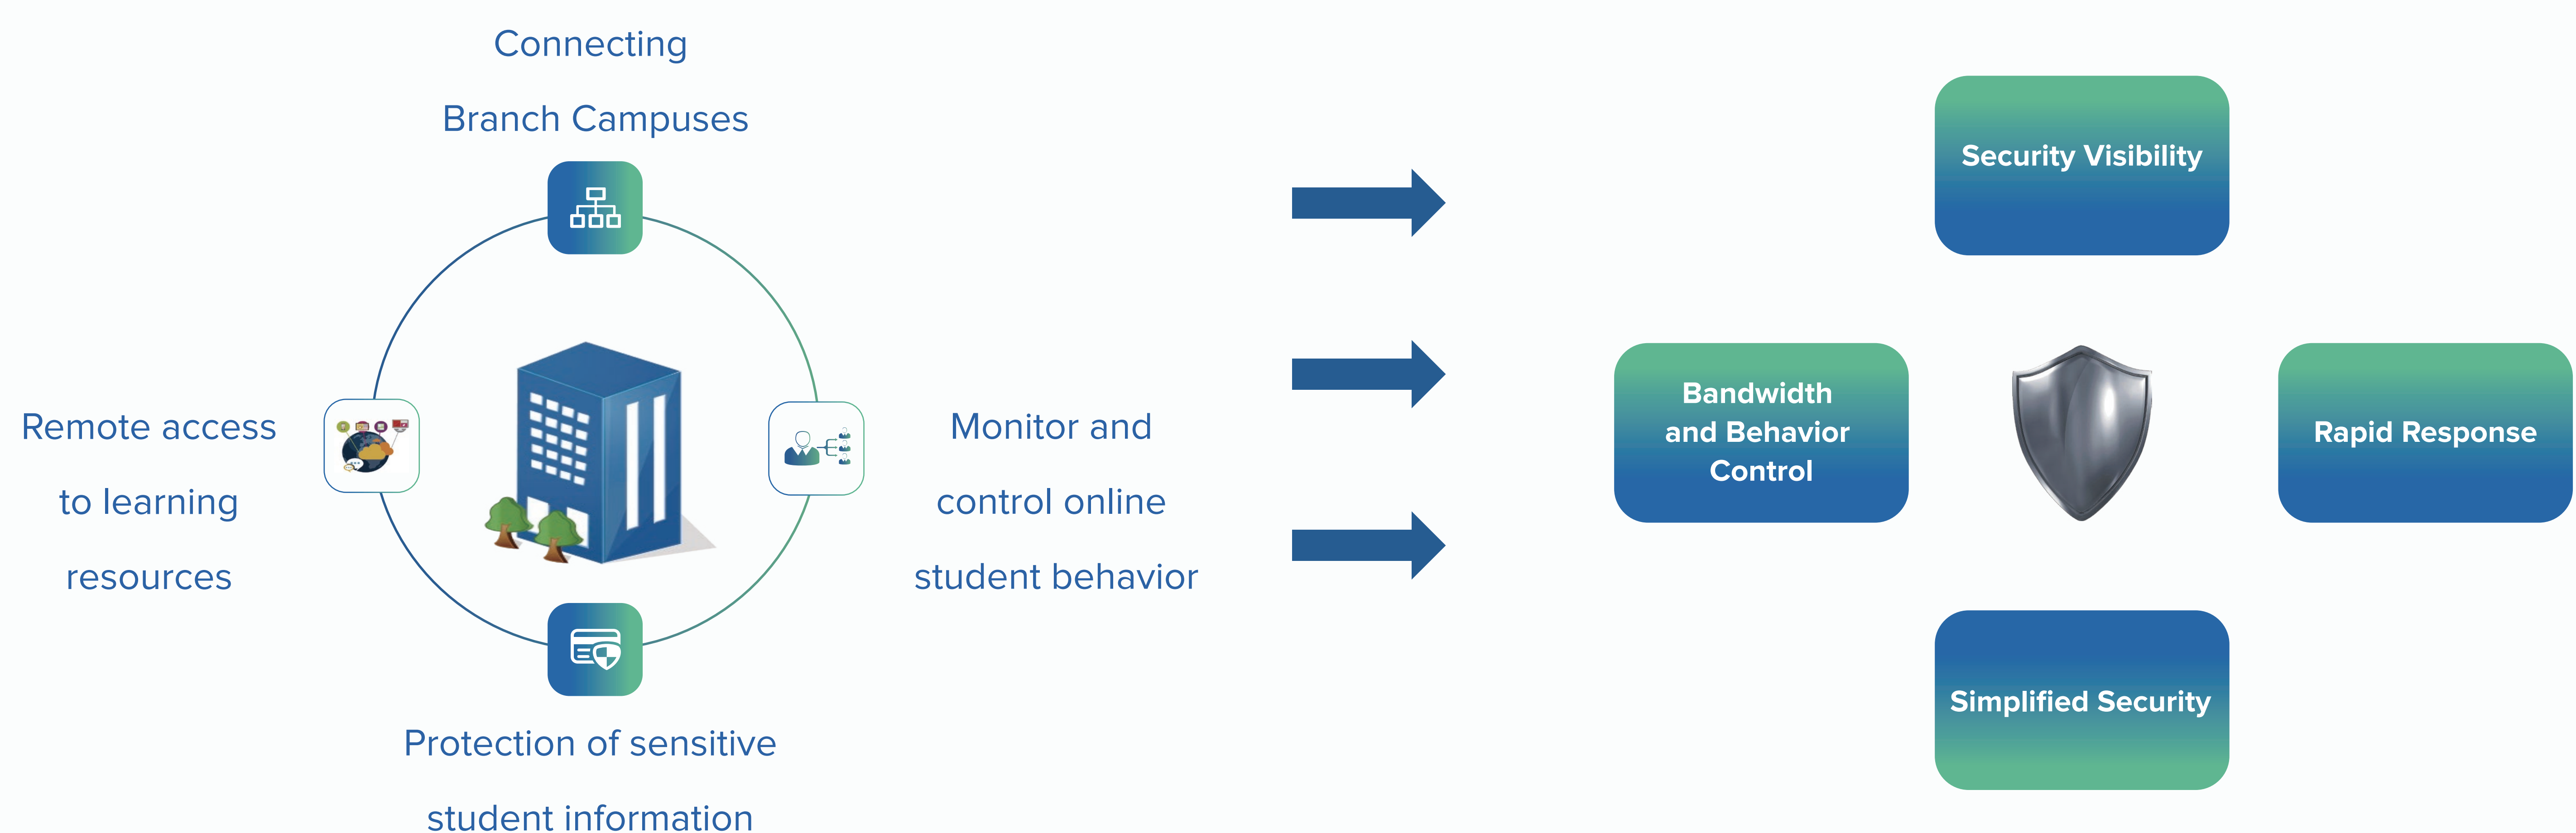 Connecting
Branch Campuses
Remote access
to learning
resources
Monitor and
control online
student behavior
Protection of sensitive
student information
Security Visibility
Bandwidth
and Behavior
Control
Rapid Response
Simplified Security